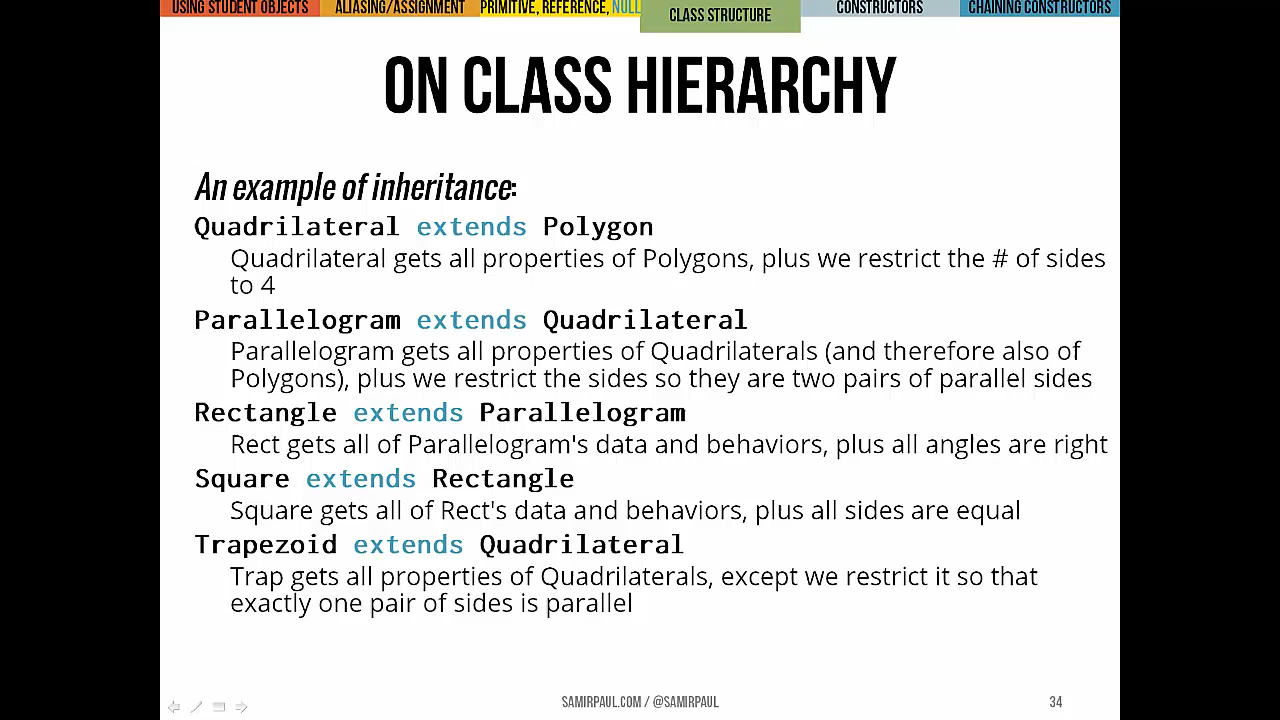 USING STUDENT OBJECTS
ALIASING/ASSIGNMENT
PRIMITIVE, REFERENCE, NULL
CLASS STRUCTURE
CONSTRUCTORS
CHAINING CONSTRUCTORS
ON CLASS HIERARCHY
An example of inheritance:
Quadrilateral extends Polygon
Quadrilateral gets all properties of Polygons, plus we restrict the # of sides
to 4
Parallelogram extends Quadrilateral
Parallelogram gets all properties of Quadrilaterals (and therefore also of
Polygons), plus we restrict the sides so they are two pairs of parallel sides
Rectangle extends Parallelogram
Rect gets all of Parallelogram's data and behaviors, plus all angles are right
Square extends Rectangle
Square gets all of Rect's data and behaviors, plus all sides are equal
Trapezoid extends Quadrilateral
Trap gets all properties of Quadrilaterals, except we restrict it so that
exactly one pair of sides is parallel
SAMIRPAUL.COM / @SAMIRPAUL
34